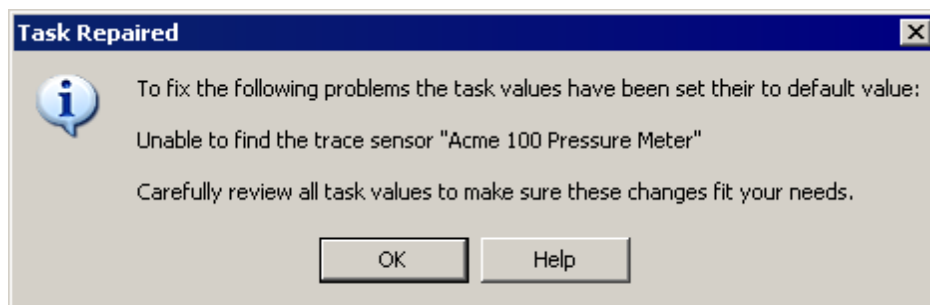 Task Repaired
To fix the following problems the task values have been set their to default value:
Unable to find the trace sensor "Acme 100 Pressure Meter"
Carefully review all task values to make sure these changes fit your needs.
OK
Help